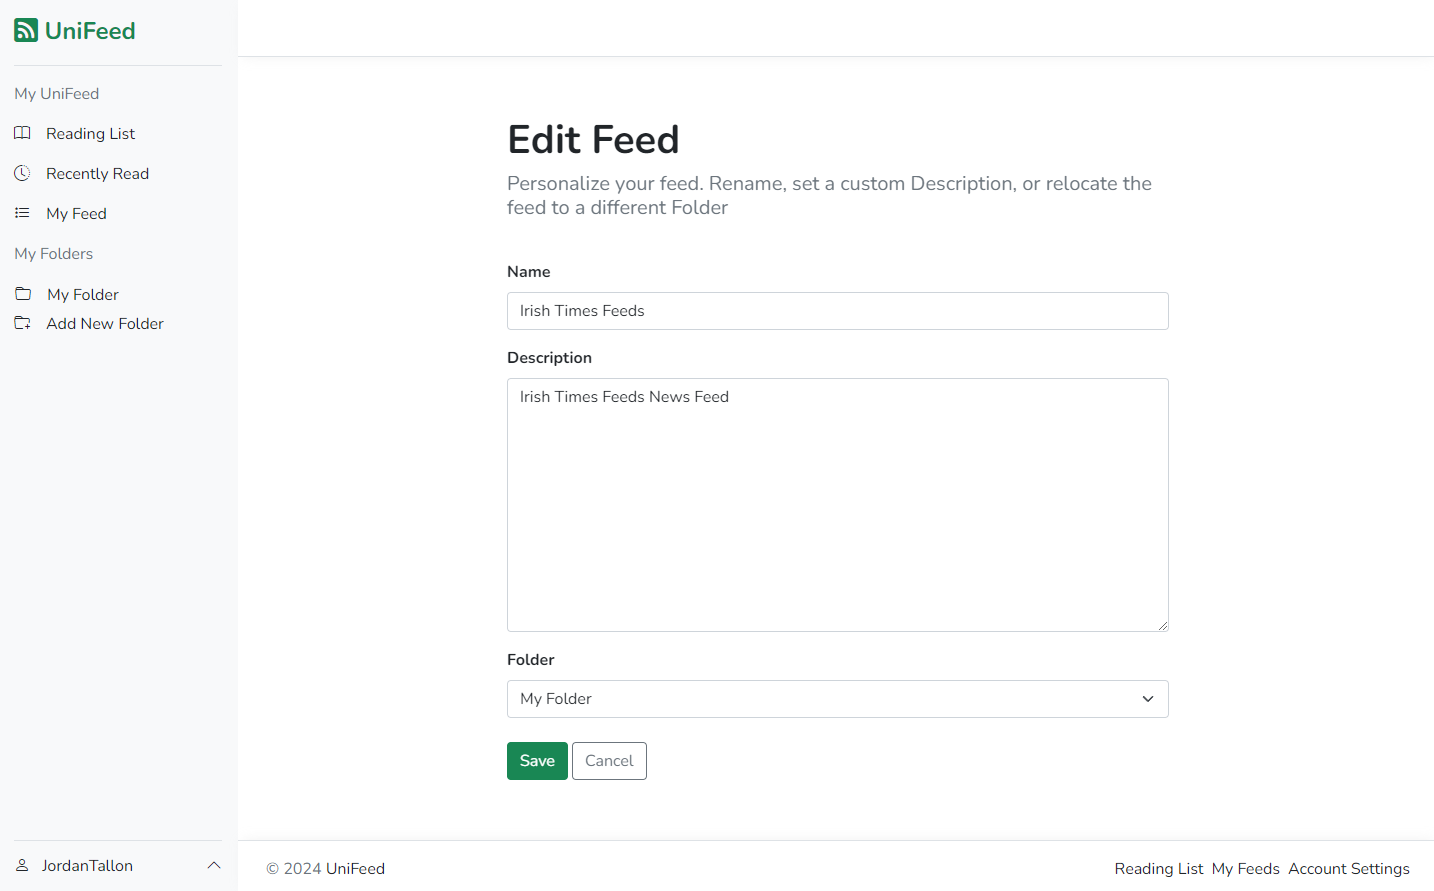 UniFeed
My UniFeed
Reading List
Recently Read
My Feed
My Folders
My Folder
Add New Folder
JordanTallon
Edit Feed
Personalize your feed. Rename, set a custom Description, or relocate the
feed to a different Folder
Name
Irish Times Feeds
Description
Irish Times Feeds News Feed
Folder
My Folder
Save Cancel
© 2024 UniFeed
Reading List My Feeds Account Settings